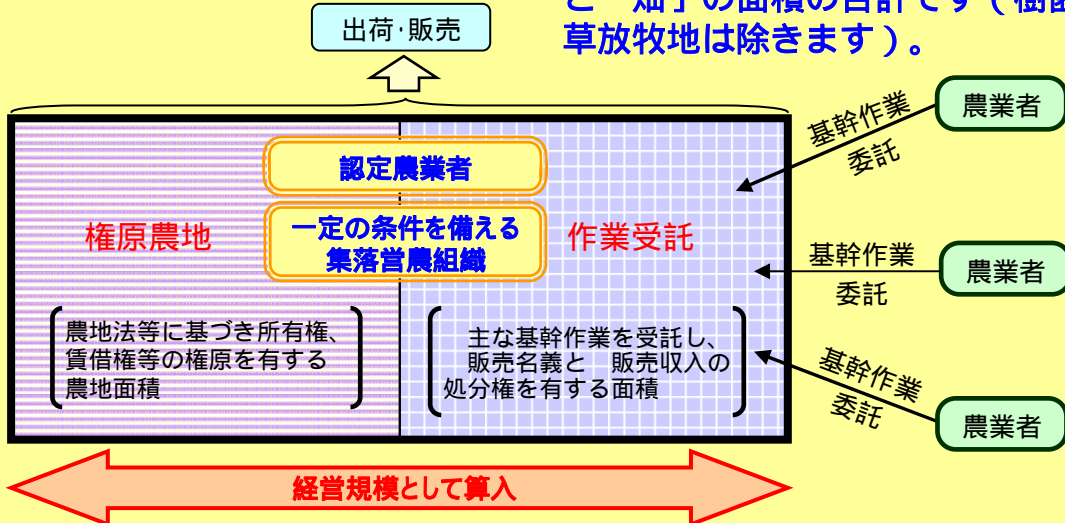 と「畑」の面積の合計です（樹園
草放牧地は除きます）。
出荷･販売
農業者
基幹作業
委託
認定農業者
一定の条件を備える
集落営農組織
権原農地
作業受託
基幹作業
委託
農業者
農地法等に基づき所有権、
賃借権等の権原を有する
農地面積
主な基幹作業を受託し、
販売名義と　販売収入の
処分権を有する面積
基幹作業
委託
農業者
経営規模として算入